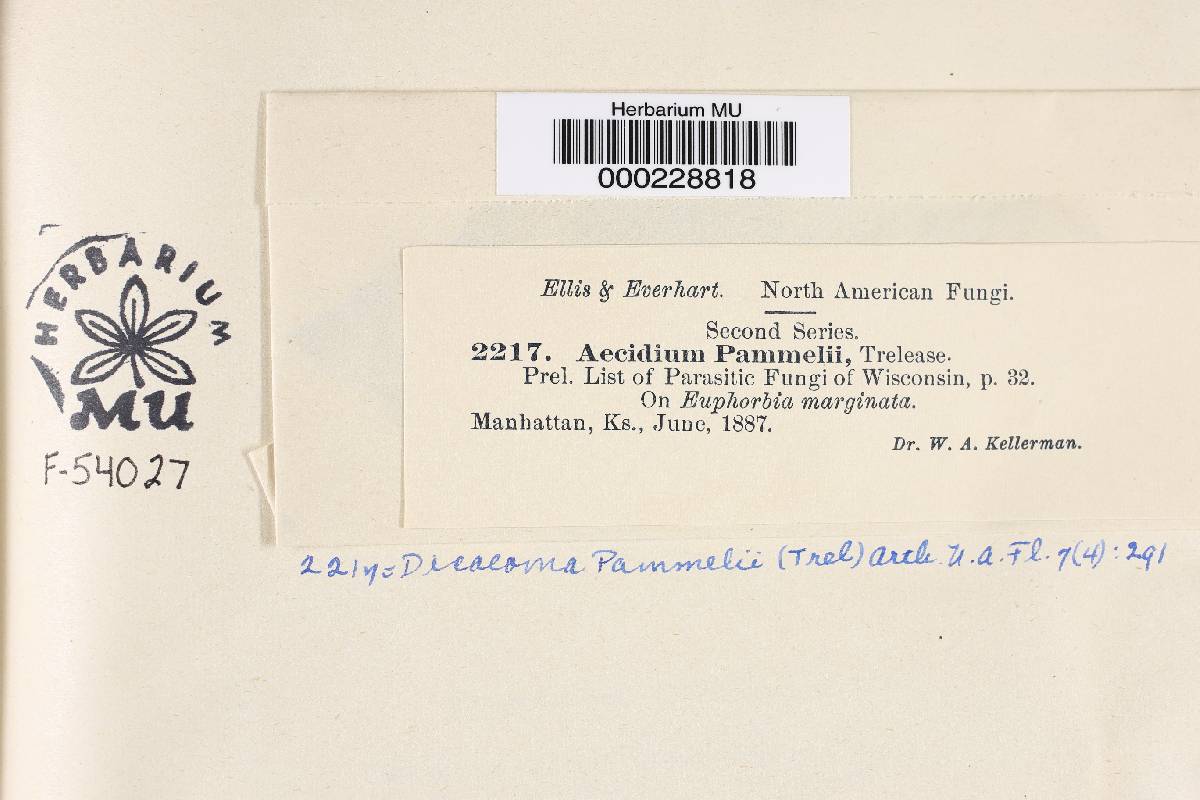 Herbarium MU
000228818
HERBARIUM
MU
F-54027
Ellis & Everhart. North American Fungi.
Second Series.
2217. Aecidium Pammelii, Trelease.
Prel. List of Parasitic Fungi of Wisconsin, p. 32.
On Euphorbia marginata.
Manhattan, Ks., June, 1887.
Dr. W. A. Kellerman.
2217 = Dicaeoma Pammelii (Trel) Arth. N. A. Fl. 7(4): 291